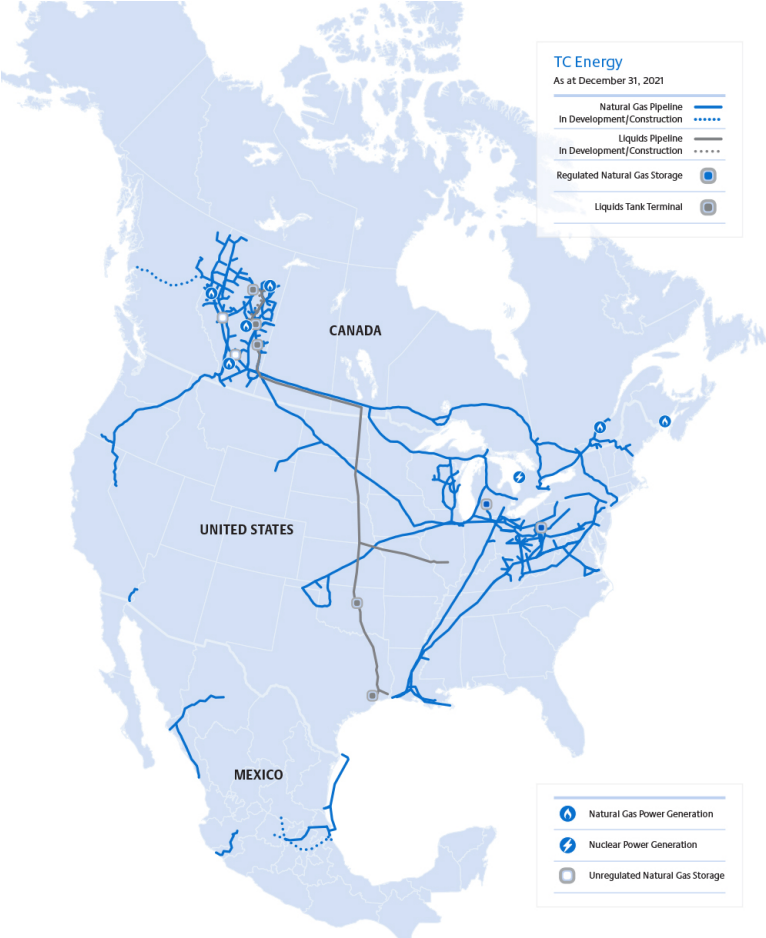 TC Energy
As at December 31, 2021
Natural Gas Pipeline
In Development/Construction
Liquids Pipeline
In Development/Construction
Regulated Natural Gas Storage
Liquids Tank Terminal
CANADA
UNITED STATES
MEXICO
Natural Gas Power Generation
Nuclear Power Generation
Unregulated Natural Gas Storage